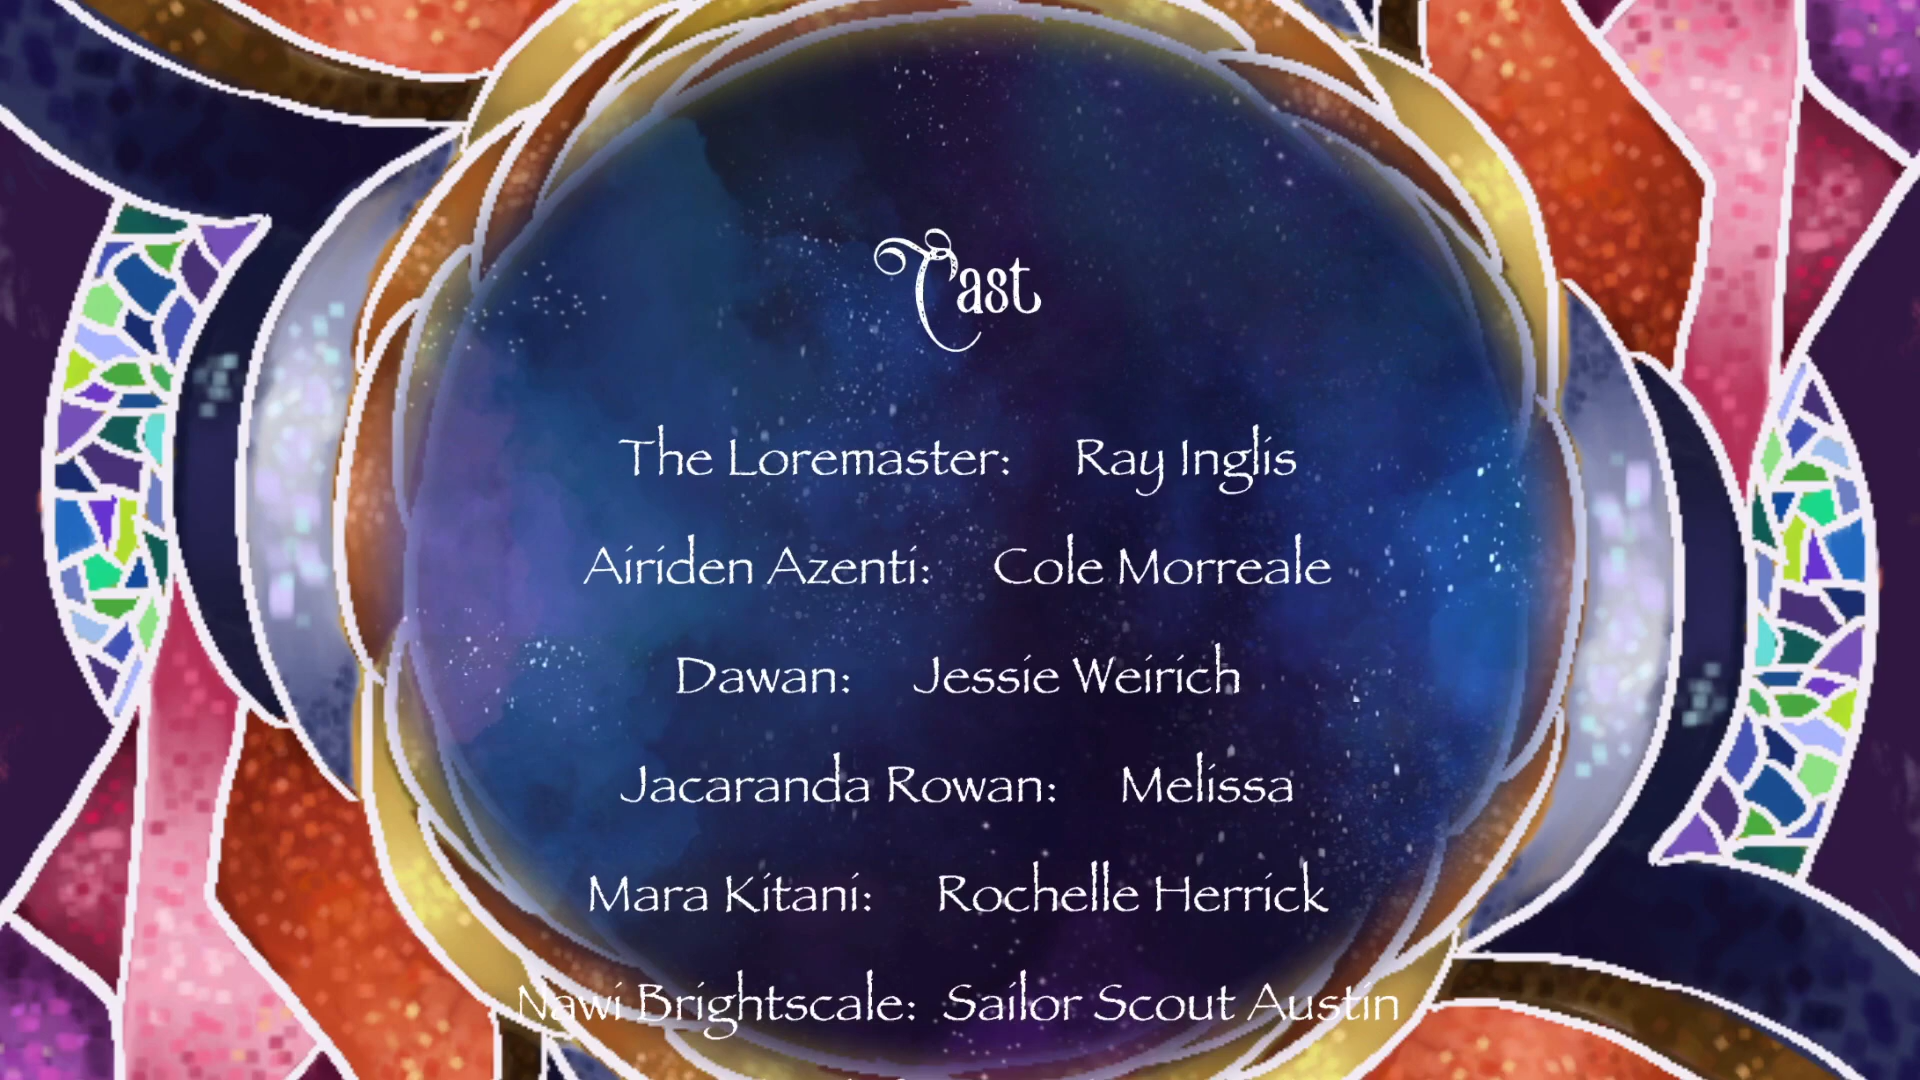 Cast
The Loremaster: Ray Inglis
Airiden Azenti: Cole Morreale
Dawan: Jessie Weirich
Jacaranda Rowan: Melissa
Mara Kitani: Rochelle Herrick
Nawi Brightscale: Sailor Scout Austin